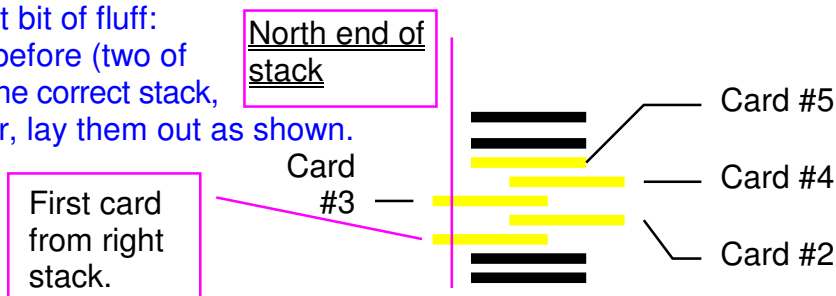 t bit of fluff:
before (two of
ne correct stack,
r, lay them out as shown.
North end of
stack
Card #5
Card
#3
Card #4
First card
from right
stack.
Card #2